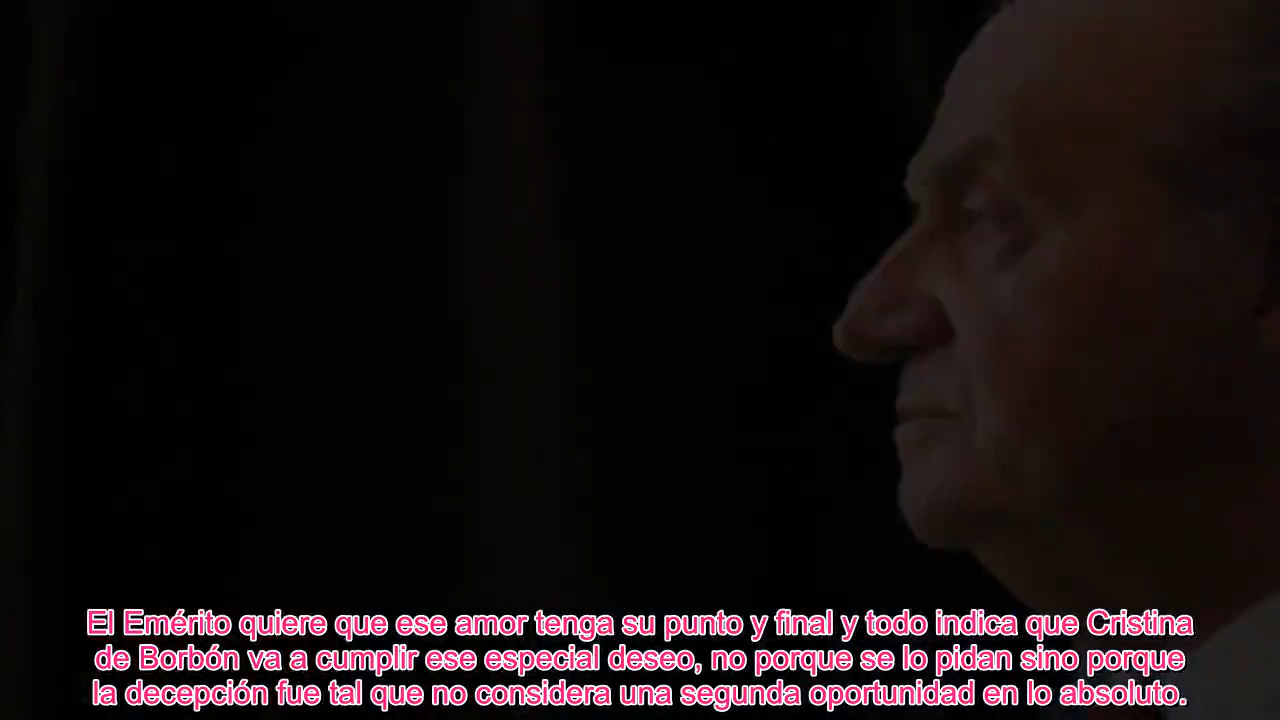 El Emérito quiere que ese amor tenga su punto y final y todo indica que Cristina
de Borbón va a cumplir ese especial deseo, no porque se lo pidan sino porque
la decepción fue tal que no considera una segunda oportunidad en lo absoluto.